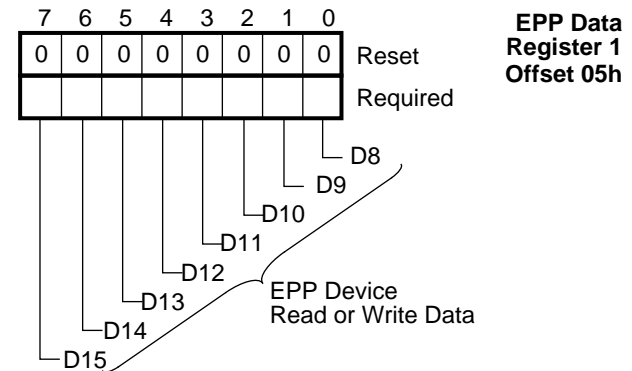 7 6 5 4 3 2 1 0
EPP Data
Register 1
Offset 05h
0 0 0 0 0 0 0 0 Reset
Required
D8
D9
D10
D11
D12
D13
D14
D15
EPP Device
Read or Write Data